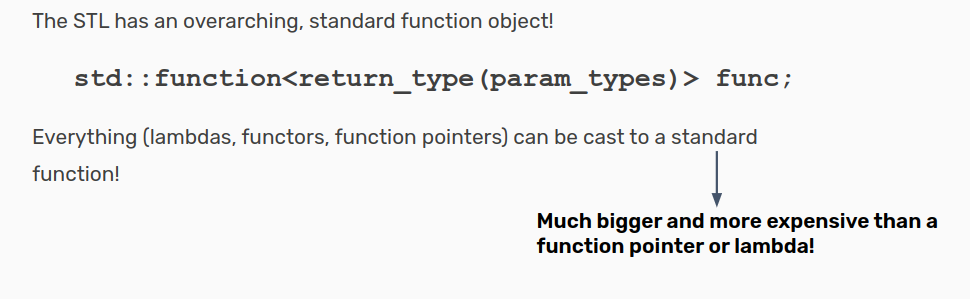 The STL has an overarching, standard function object!
std::function<return_type(param_types)> func;
Everything (lambdas, functors, function pointers) can be cast to a standard
function!
Much bigger and more expensive than a
function pointer or lambda!